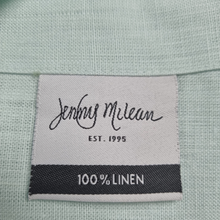 Jenny Mclean
EST. 1995
100% LINEN